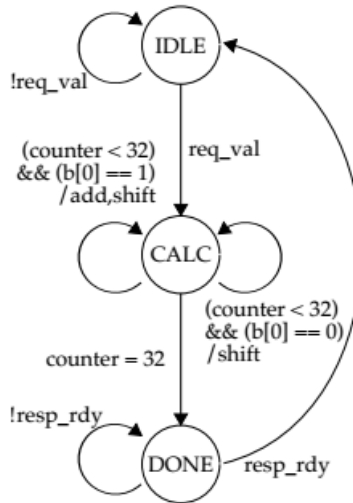 IDLE
!req_val
req_val
(counter < 32)
&& (b[0] == 1)
/add,shift
CALC
(counter < 32)
&& (b[0] == 0)
/shift
counter = 32
!resp_rdy
DONE
resp_rdy